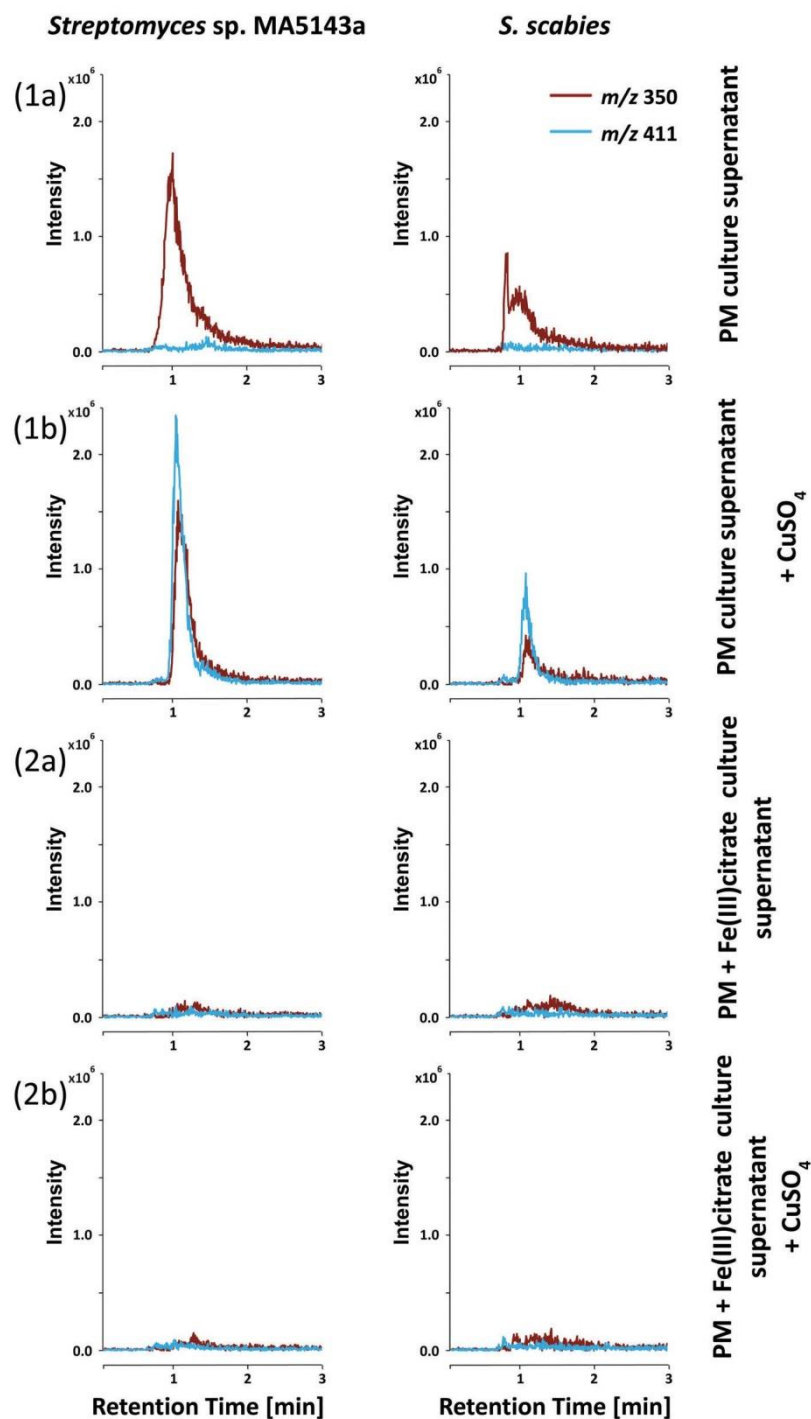 Streptomyces sp. MA5143a
S. scabies
(1a)
x10⁶
2.0
1.0
0.0
Intensity
1 2 3
x10⁶
2.0
1.0
0.0
Intensity
1 2 3
m/z 350
m/z 411
PM culture supernatant
(1b)
x10⁶
2.0
1.0
0.0
Intensity
1 2 3
x10⁶
2.0
1.0
0.0
Intensity
1 2 3
PM culture supernatant
+ CuSO₄
(2a)
x10⁶
2.0
1.0
0.0
Intensity
1 2 3
x10⁶
2.0
1.0
0.0
Intensity
1 2 3
PM + Fe(III)citrate culture
supernatant
(2b)
x10⁶
2.0
1.0
0.0
Intensity
1 2 3
Retention Time [min]
x10⁶
2.0
1.0
0.0
Intensity
1 2 3
Retention Time [min]
PM + Fe(III)citrate culture
supernatant
+ CuSO₄